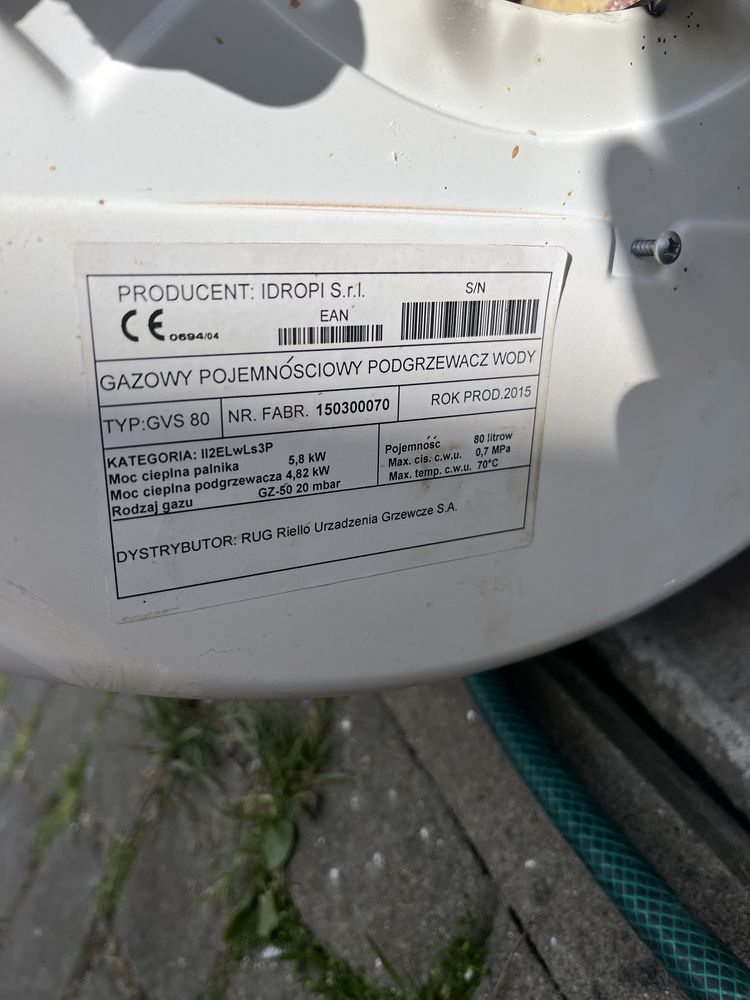 PRODUCENT: IDROPI S.r.l.
S/N
CE 0694/04
EAN
GAZOWY POJEMNÓSCIOWY PODGRZEWACZ WODY
TYP:GVS 80
NR. FABR. 150300070
ROK PROD.2015
KATEGORIA: II2ELwLs3P
Moc cieplna palnika 5,8 kW
Moc cieplna podgrzewacza 4,82 kW
Rodzaj gazu GZ-50 20 mbar
Pojemność 80 litrow
Max. cis. c.w.u. 0,7 MPa
Max. temp. c.w.u. 70°C
DYSTRYBUTOR: RUG Riello Urzadzenia Grzewcze S.A.